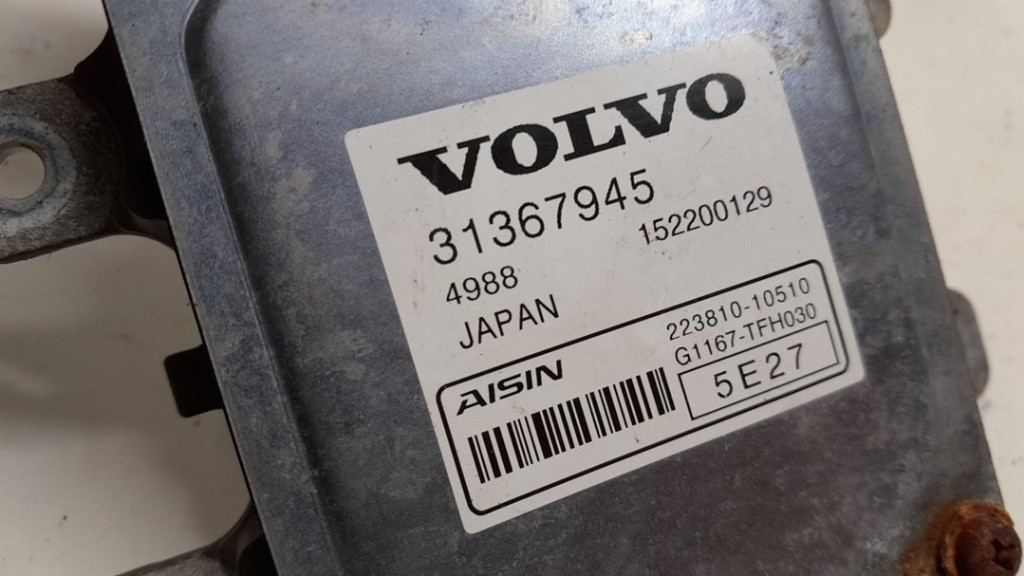 VOLVO
31367945
152200129
4988
JAPAN
AISIN
223810-10510
G1167-TFH030
5E27